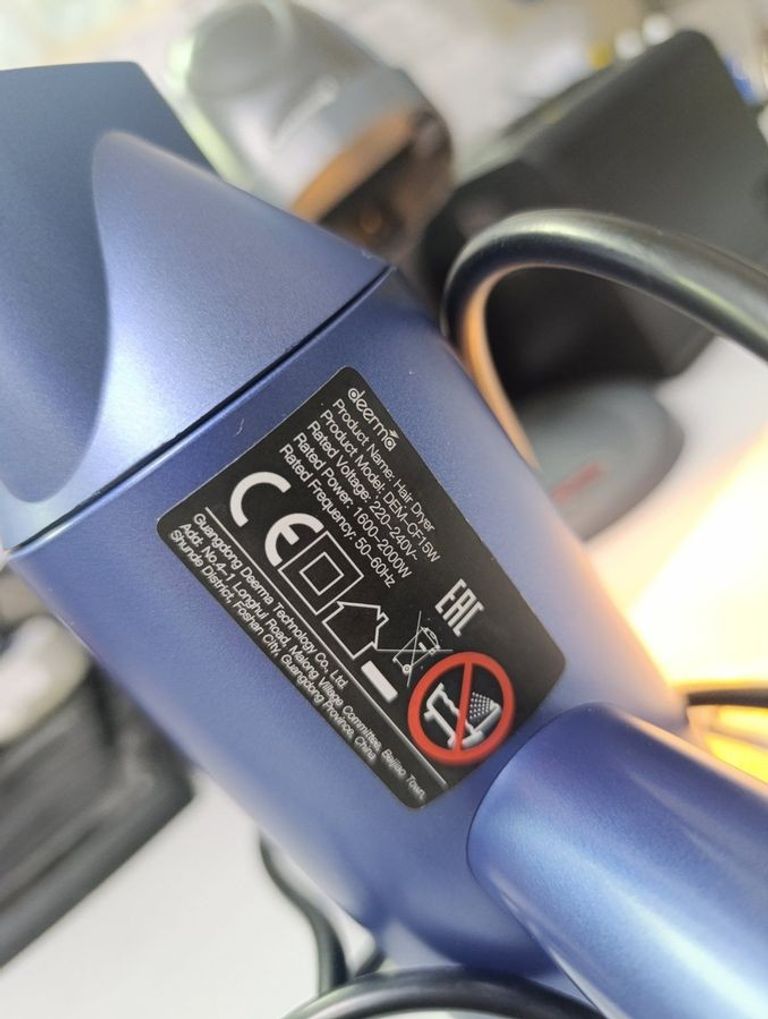 deerma
Product Name: Hair Dryer
Product Model: DEM-CF15W
Rated Voltage: 220-240V~
Rated Power: 1600-2000W
Rated Frequency: 50-60Hz
CE
EAC
Guangdong Deerma Technology Co., Ltd.
Add: No.4-1 Longhui Road, Malong Village Committee, Beijiao Town,
Shunde District, Foshan City, Guangdong Province, China